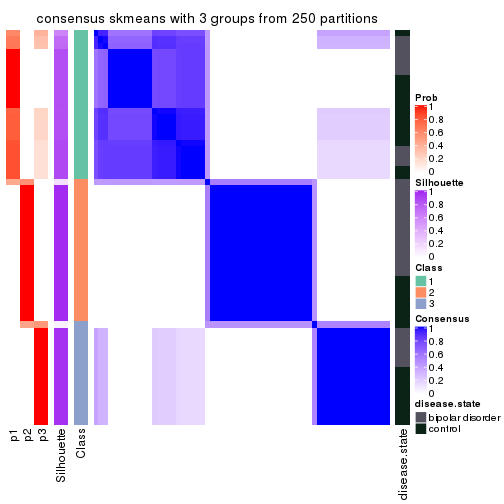 consensus skmeans with 3 groups from 250 partitions
Prob
1
0.8
0.6
0.4
0.2
0
Silhouette
1
0.8
0.6
0.4
0.2
0
Class
1
2
3
Consensus
1
0.8
0.6
0.4
0.2
0
disease.state
bipolar disorder
control
p1
p2
p3
Silhouette
Class
disease.state